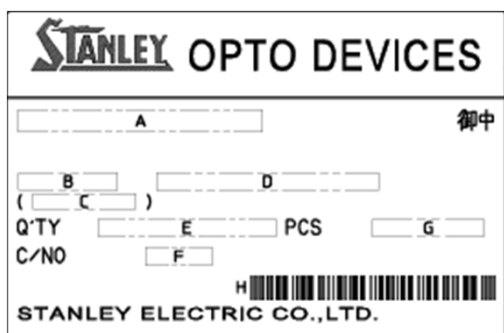 STANLEY OPTO DEVICES
A 御中
B D
( C )
Q'TY E PCS G
C/NO F
H
STANLEY ELECTRIC CO.,LTD.